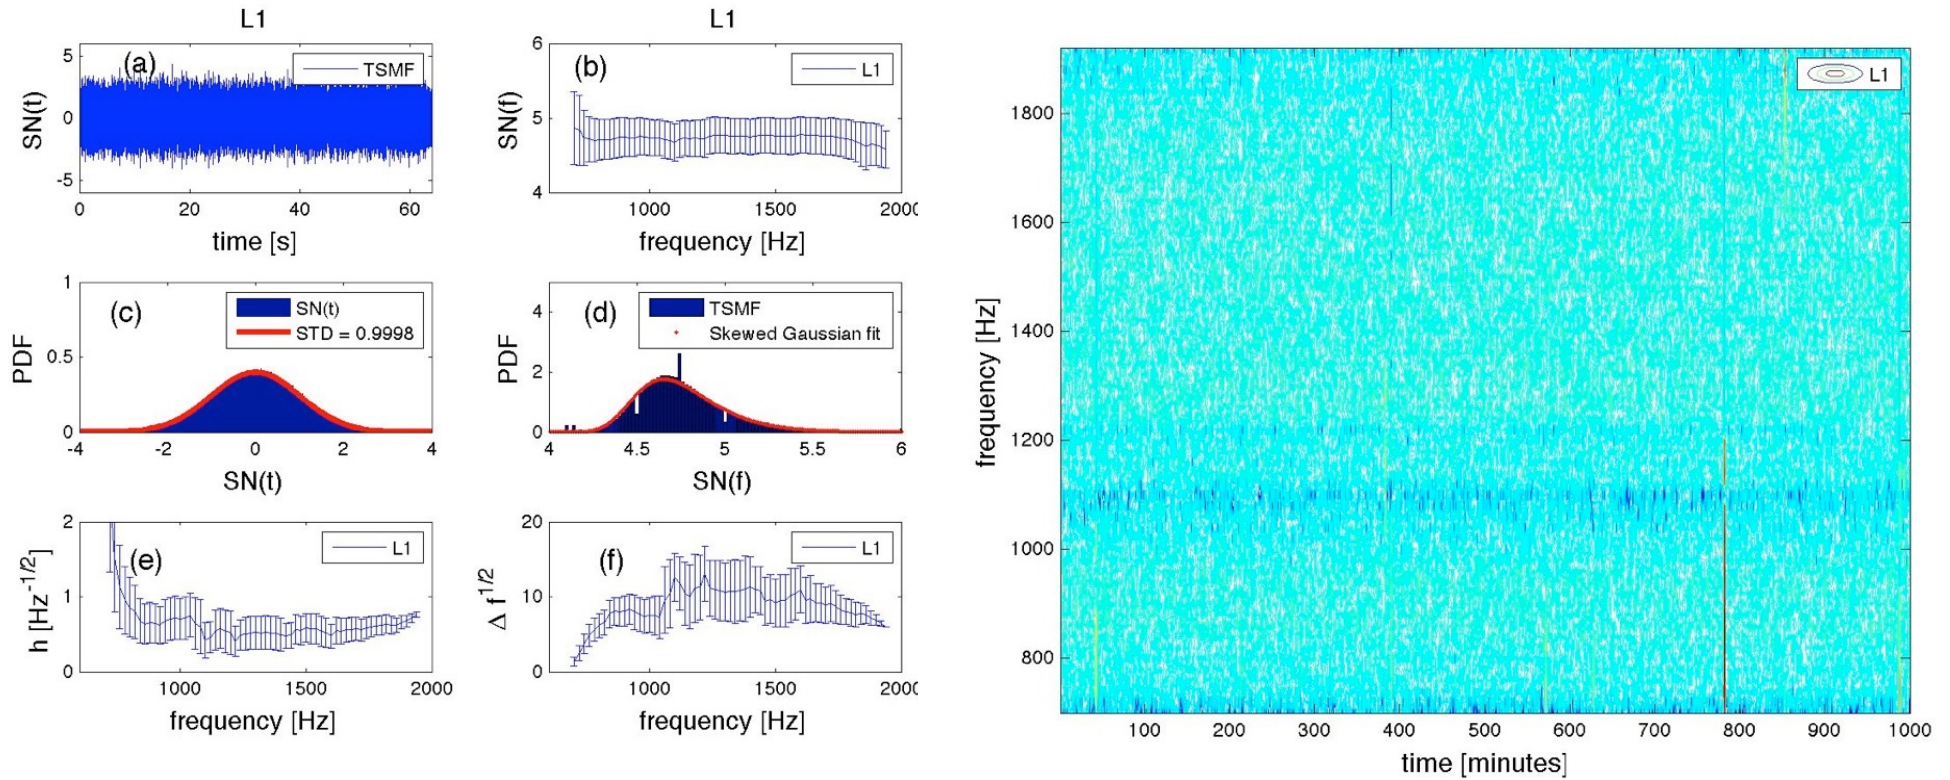 L1
(a)
TSMF
SN(t)
5
0
-5
0 20 40 60
time [s]
L1
(b)
L1
SN(f)
6
5
4
1000 1500 2000
frequency [Hz]
(c)
SN(t)
STD = 0.9998
PDF
1
0.5
0
-4 -2 0 2 4
SN(t)
(d)
TSMF
Skewed Gaussian fit
PDF
4
2
0
4 4.5 5 5.5 6
SN(f)
(e)
L1
h [Hz^-1/2]
2
1
0
1000 1500 2000
frequency [Hz]
(f)
L1
Δ f^1/2
20
10
0
1000 1500 2000
frequency [Hz]
L1
frequency [Hz]
1800
1600
1400
1200
1000
800
100 200 300 400 500 600 700 800 900 1000
time [minutes]